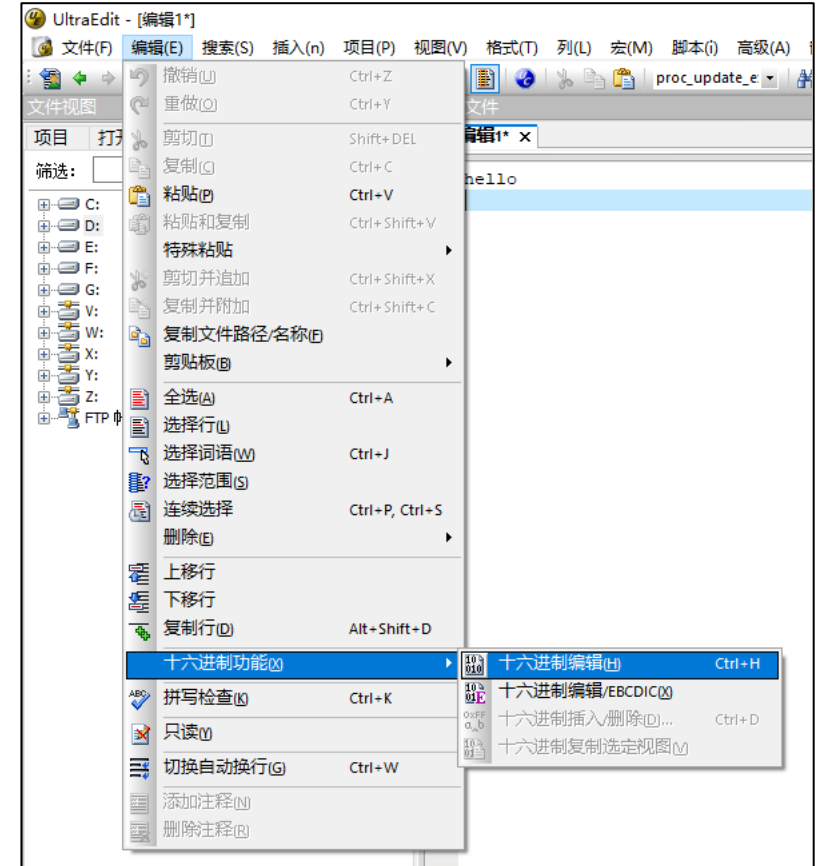 UltraEdit - [编辑1*]
文件(F) 编辑(E) 搜索(S) 插入(n) 项目(P) 视图(V) 格式(T) 列(L) 宏(M) 脚本(i) 高级(A)
proc_update_e:
文件视图
项目
筛选:
C:
D:
E:
F:
G:
V:
W:
X:
Y:
Z:
FTP
撤销(U) Ctrl+Z
重做(O) Ctrl+Y
剪切(T) Shift+DEL
复制(C) Ctrl+C
粘贴(P) Ctrl+V
粘贴和复制 Ctrl+Shift+V
特殊粘贴
剪切并追加 Ctrl+Shift+X
复制并附加 Ctrl+Shift+C
复制文件路径/名称(F)
剪贴板(B)
全选(A) Ctrl+A
选择行(L)
选择词语(W) Ctrl+J
选择范围(S)
连续选择 Ctrl+P, Ctrl+S
删除(E)
上移行
下移行
复制行(D) Alt+Shift+D
十六进制功能(X)
拼写检查(K) Ctrl+K
只读(Y)
切换自动换行(G) Ctrl+W
添加注释(N)
删除注释(R)
十六进制编辑(H) Ctrl+H
十六进制编辑/EBCDIC(X)
十六进制插入/删除(D)... Ctrl+D
十六进制复制选定视图(V)
文件
编辑1*
hello